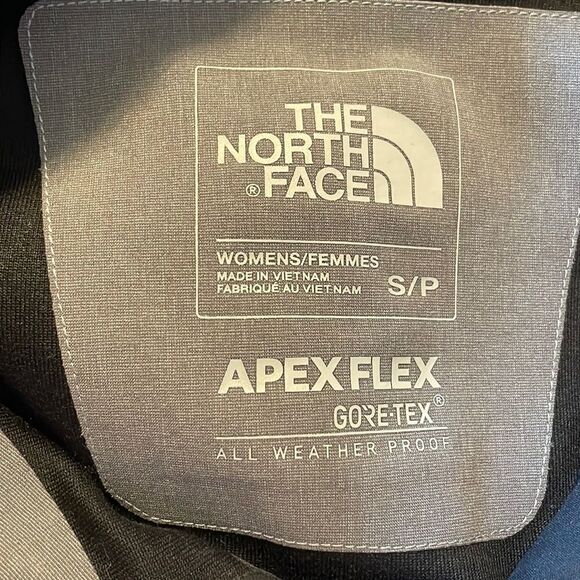 THE
NORTH
® FACE
WOMENS/FEMMES
MADE IN VIETNAM
FABRIQUÉ AU VIETNAM
S/P
APEX FLEX
GORE-TEX®
ALL WEATHER PROOF